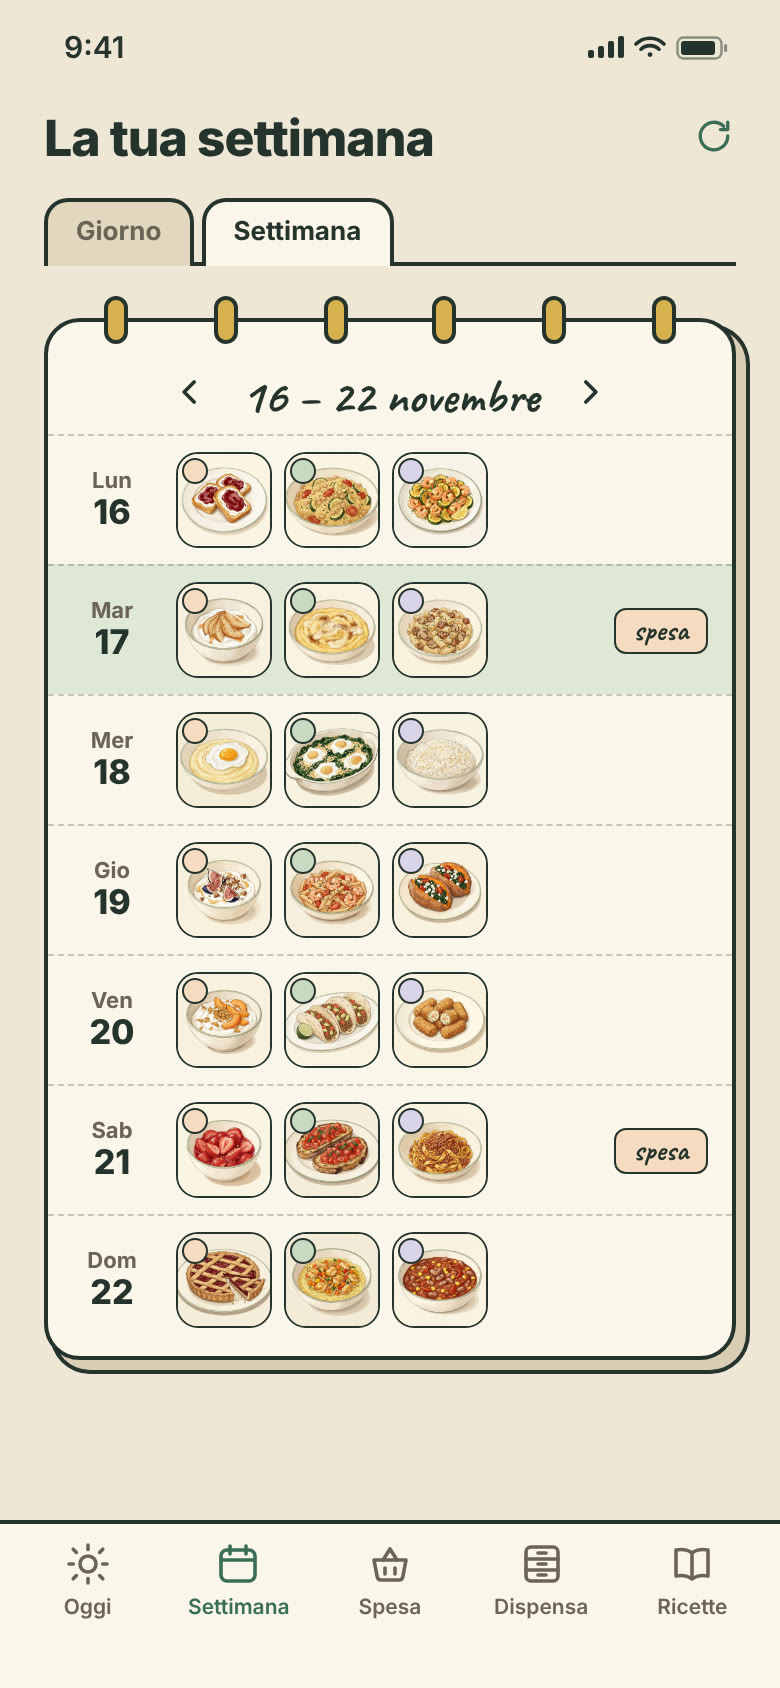 9:41
La tua settimana
Giorno
Settimana
16 – 22 novembre
Lun
16
Mar
17
spesa
Mer
18
Gio
19
Ven
20
Sab
21
spesa
Dom
22
Oggi
Settimana
Spesa
Dispensa
Ricette